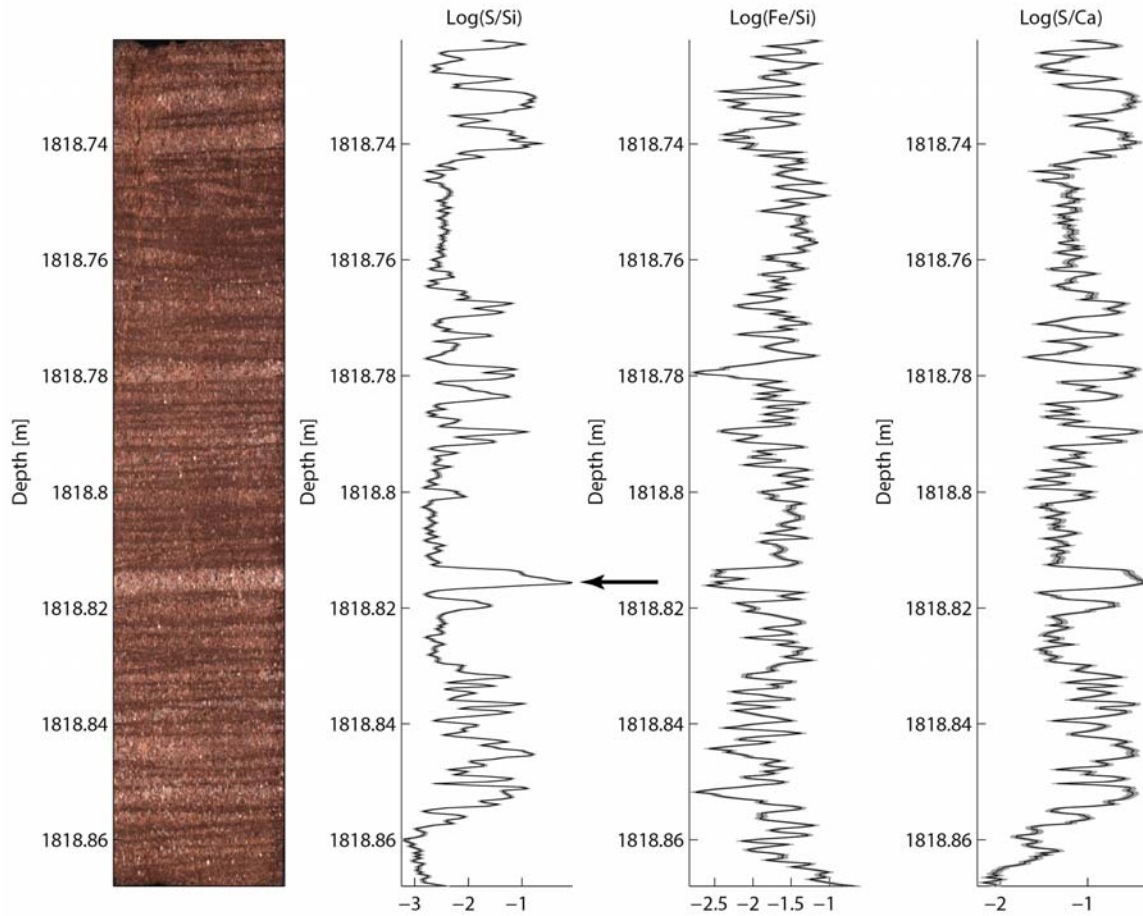 Log(S/Si) Log(Fe/Si) Log(S/Ca)
1818.74 1818.74 1818.74 1818.74
1818.76 1818.76 1818.76 1818.76
1818.78 1818.78 1818.78 1818.78
Depth [m] Depth [m] Depth [m] Depth [m]
1818.8 1818.8 1818.8 1818.8
1818.82 1818.82 1818.82 1818.82
1818.84 1818.84 1818.84 1818.84
1818.86 1818.86 1818.86 1818.86
−3 −2 −1 −2.5 −2 −1.5 −1 −2 −1